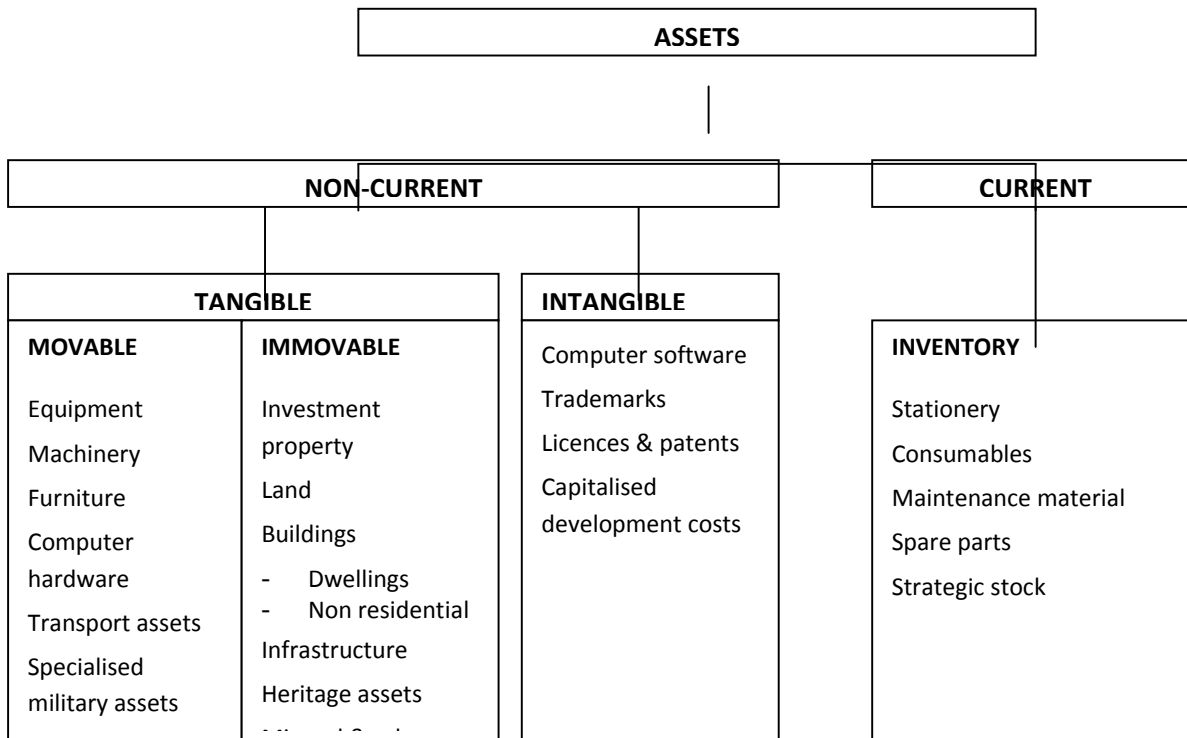 ASSETS
NON-CURRENT
CURRENT
TANGIBLE
INTANGIBLE
MOVABLE
Equipment
Machinery
Furniture
Computer
hardware
Transport assets
Specialised
military assets
IMMOVABLE
Investment
property
Land
Buildings
- Dwellings
- Non residential
Infrastructure
Heritage assets
Computer software
Trademarks
Licences & patents
Capitalised
development costs
INVENTORY
Stationery
Consumables
Maintenance material
Spare parts
Strategic stock